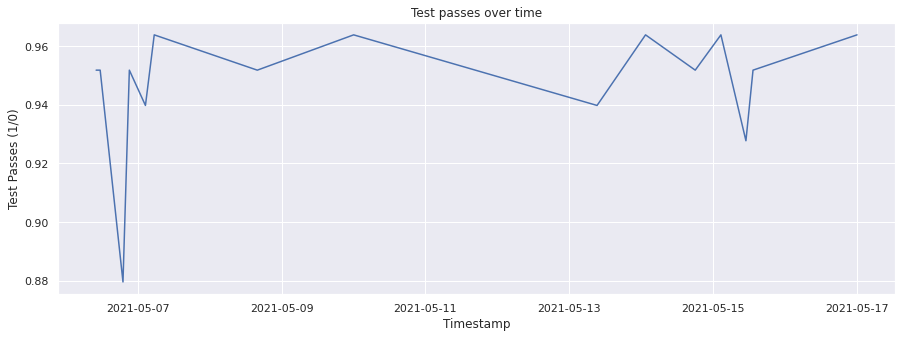 Test passes over time
Test Passes (1/0)
0.96
0.94
0.92
0.90
0.88
2021-05-07 2021-05-09 2021-05-11 2021-05-13 2021-05-15 2021-05-17
Timestamp